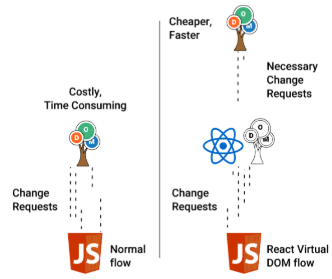 Costly,
Time Consuming
D
O
M
Change
Requests
JS
Normal
flow
Cheaper,
Faster
D
O
M
Necessary
Change
Requests
D
O
M
Change
Requests
JS
React Virtual
DOM flow